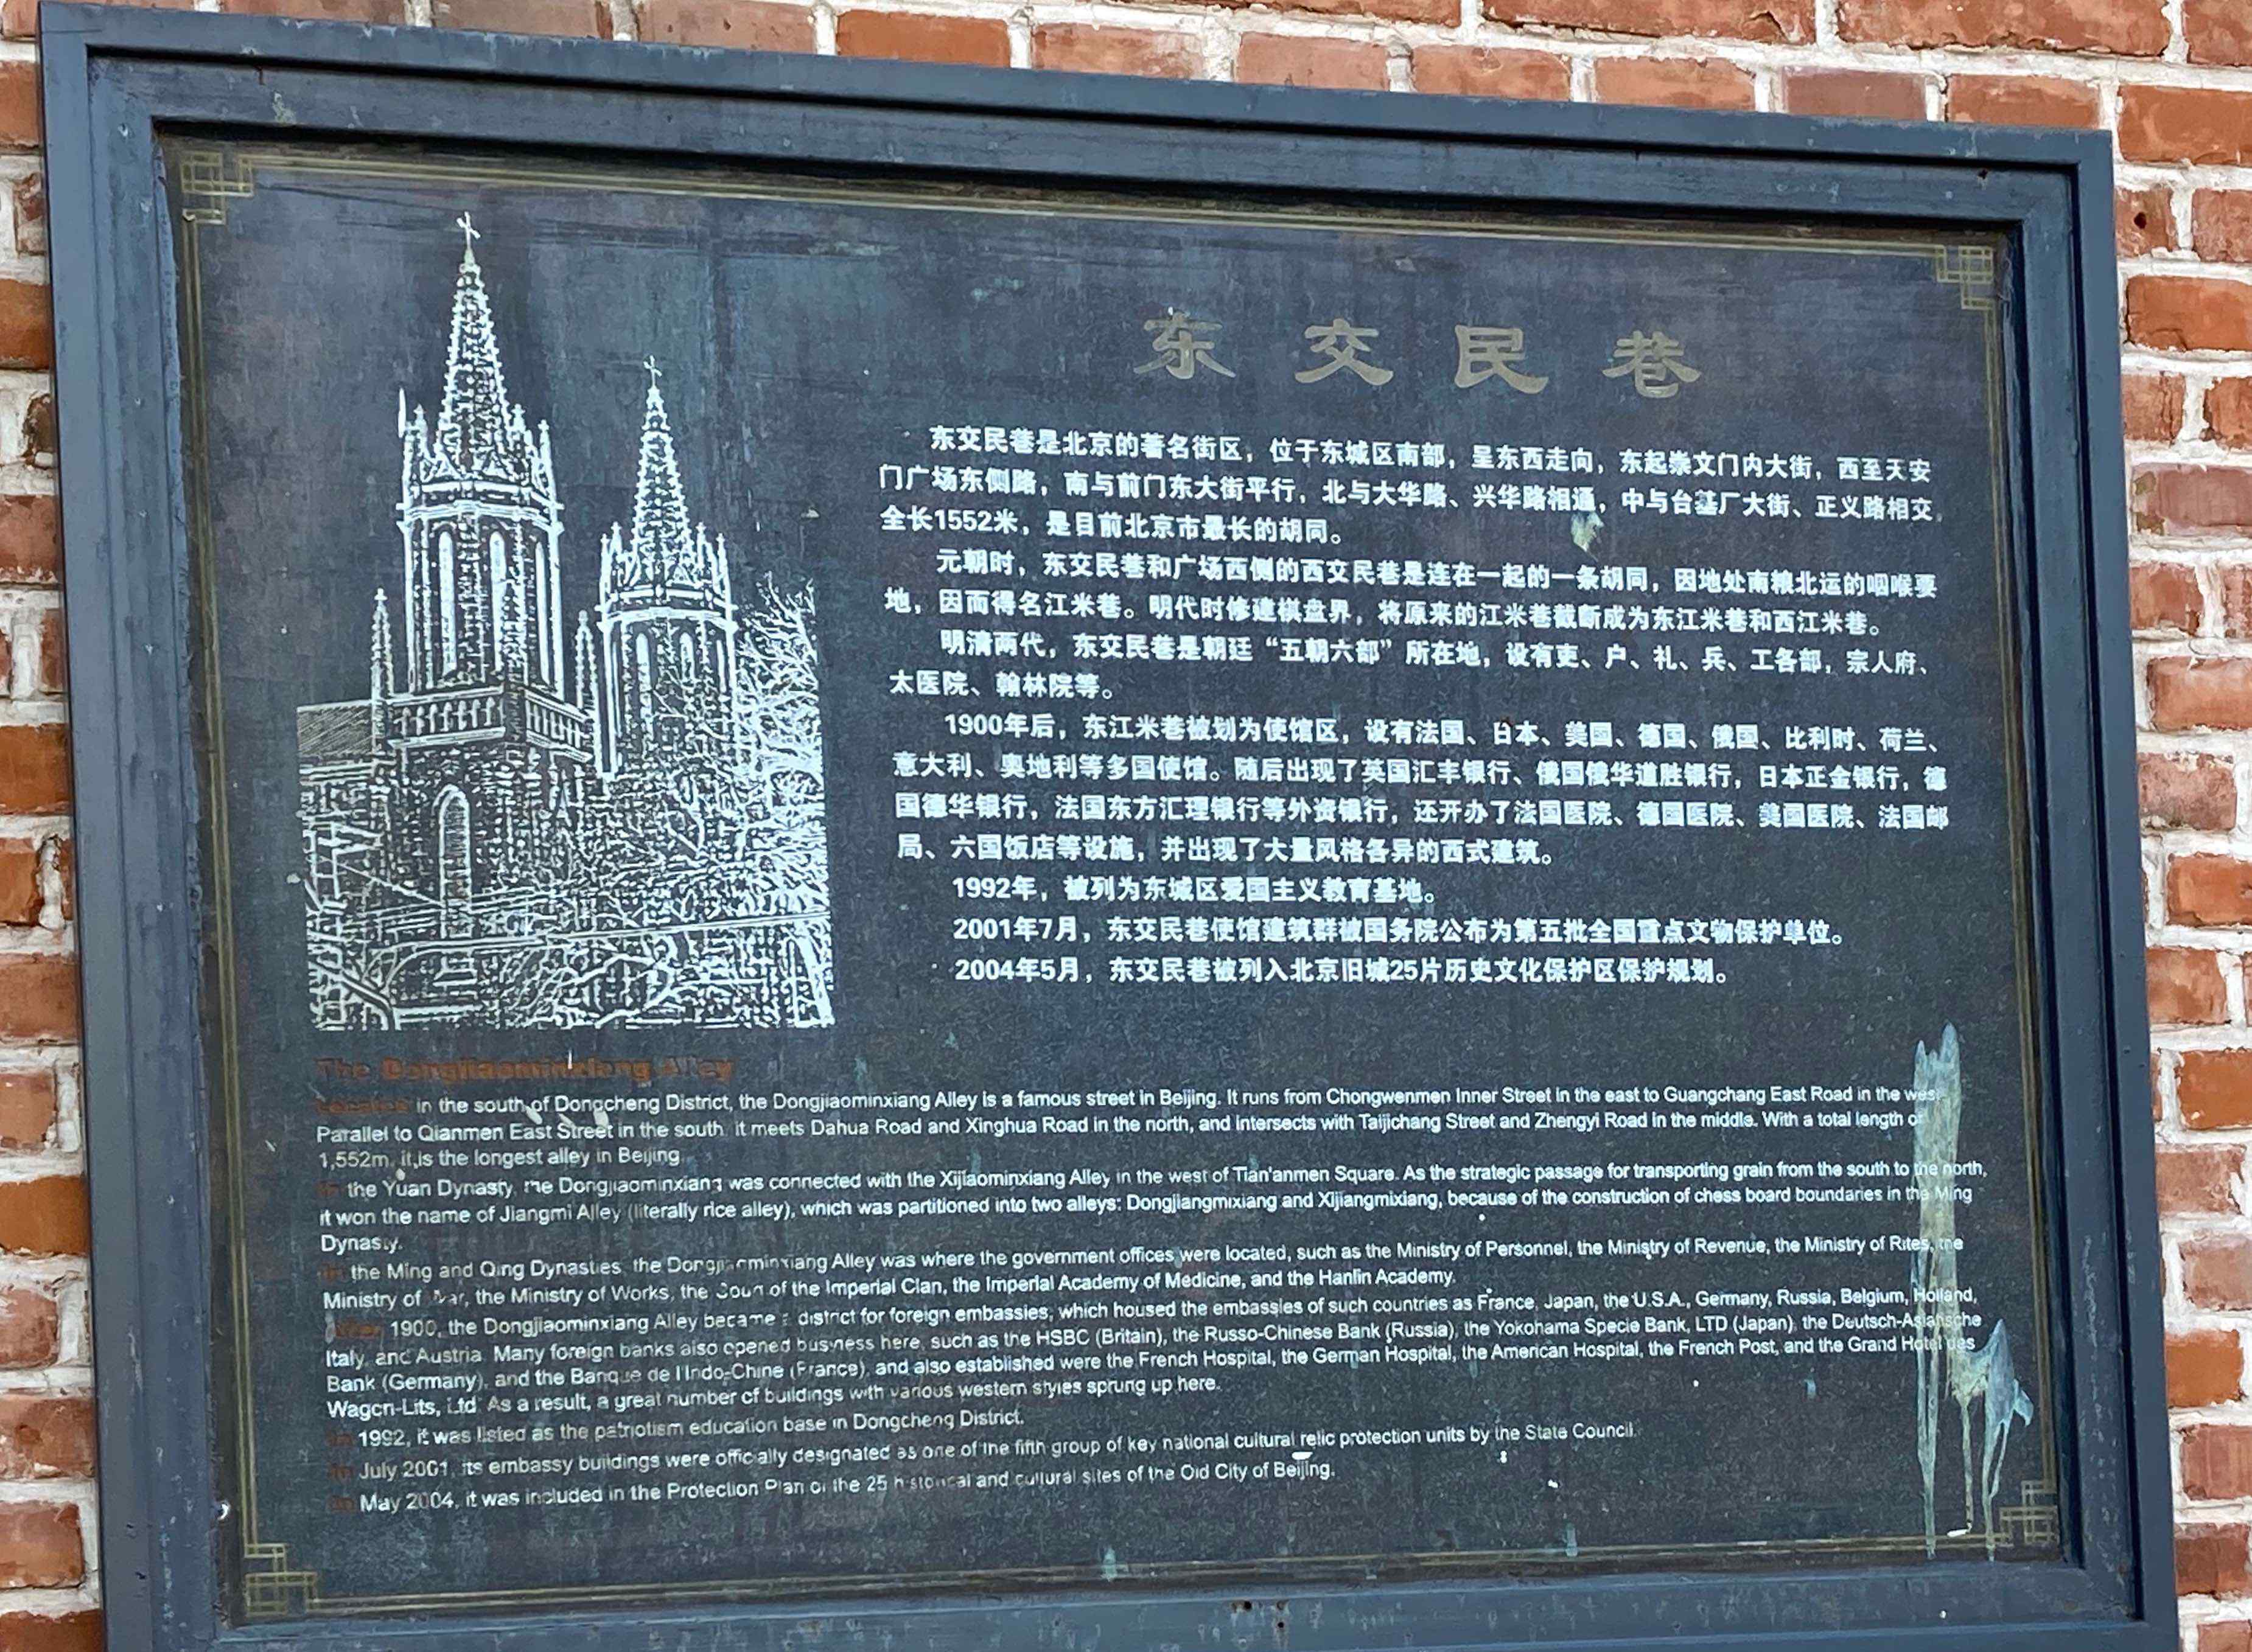 东交民巷
东交民巷是北京的著名街区，位于东城区南部，呈东西走向，东起崇文门内大街，西至天安
门广场东侧路，南与前门东大街平行，北与大华路、兴华路相通，中与台基厂大街、正义路相交，
全长1552米，是目前北京市最长的胡同。
元朝时，东交民巷和广场西侧的西交民巷是连在一起的一条胡同，因地处南粮北运的咽喉要
地，因而得名江米巷。明代时修建棋盘界，将原来的江米巷截断成为东江米巷和西江米巷。
明清两代，东交民巷是朝廷“五朝六部”所在地，设有吏、户、礼、兵、工各部，宗人府、
太医院、翰林院等。
1900年后，东江米巷被划为使馆区，设有法国、日本、美国、德国、俄国、比利时、荷兰、
意大利、奥地利等多国使馆。随后出现了英国汇丰银行、俄国俄华道胜银行，日本正金银行，德
国德华银行，法国东方汇理银行等外资银行，还开办了法国医院、德国医院、美国医院、法国邮
局、六国饭店等设施，并出现了大量风格各异的西式建筑。
1992年，被列为东城区爱国主义教育基地。
2001年7月，东交民巷使馆建筑群被国务院公布为第五批全国重点文物保护单位。
2004年5月，东交民巷被列入北京旧城25片历史文化保护区保护规划。
The Dongjiaominxiang Alley
Located in the south of Dongcheng District, the Dongjiaominxiang Alley is a famous street in Beijing. It runs from Chongwenmen Inner Street in the east to Guangchang East Road in the west.
Parallel to Qianmen East Street in the south, it meets Dahua Road and Xinghua Road in the north, and intersects with Taijichang Street and Zhengyi Road in the middle. With a total length of
1,552m, it is the longest alley in Beijing.
In the Yuan Dynasty, the Dongjiaominxiang was connected with the Xijiaominxiang Alley in the west of Tian'anmen Square. As the strategic passage for transporting grain from the south to the north,
it won the name of Jiangmi Alley (literally rice alley), which was partitioned into two alleys: Dongjiangmixiang and Xijiangmixiang, because of the construction of chess board boundaries in the Ming
Dynasty.
In the Ming and Qing Dynasties, the Dongjiaominxiang Alley was where the government offices were located, such as the Ministry of Personnel, the Ministry of Revenue, the Ministry of Rites, the
Ministry of War, the Ministry of Works, the Court of the Imperial Clan, the Imperial Academy of Medicine, and the Hanlin Academy.
After 1900, the Dongjiaominxiang Alley became a district for foreign embassies, which housed the embassies of such countries as France, Japan, the U.S.A., Germany, Russia, Belgium, Holland,
Italy, and Austria. Many foreign banks also opened business here, such as the HSBC (Britain), the Russo-Chinese Bank (Russia), the Yokohama Specie Bank, LTD (Japan), the Deutsch-Asiatische
Bank (Germany), and the Banque de l'Indo-Chine (France), and also established were the French Hospital, the German Hospital, the American Hospital, the French Post, and the Grand Hotel des
Wagon-Lits, Ltd. As a result, a great number of buildings with various western styles sprung up here.
In 1992, it was listed as the patriotism education base in Dongcheng District.
In July 2001, its embassy buildings were officially designated as one of the fifth group of key national cultural relic protection units by the State Council.
In May 2004, it was included in the Protection Plan of the 25 historical and cultural sites of the Old City of Beijing.